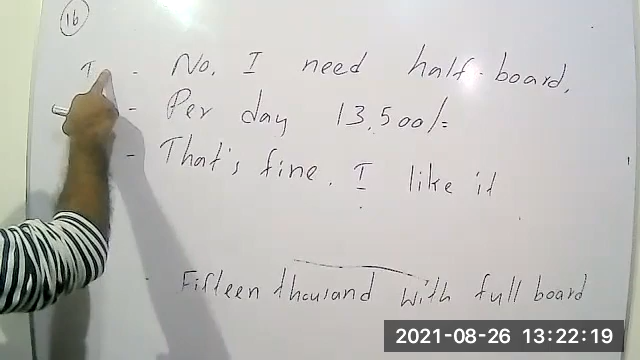 16
I - No, I need half-board.
- Per day 13,500/=
- That's fine. I like it
- Fifteen thousand with full board
2021-08-26 13:22:19